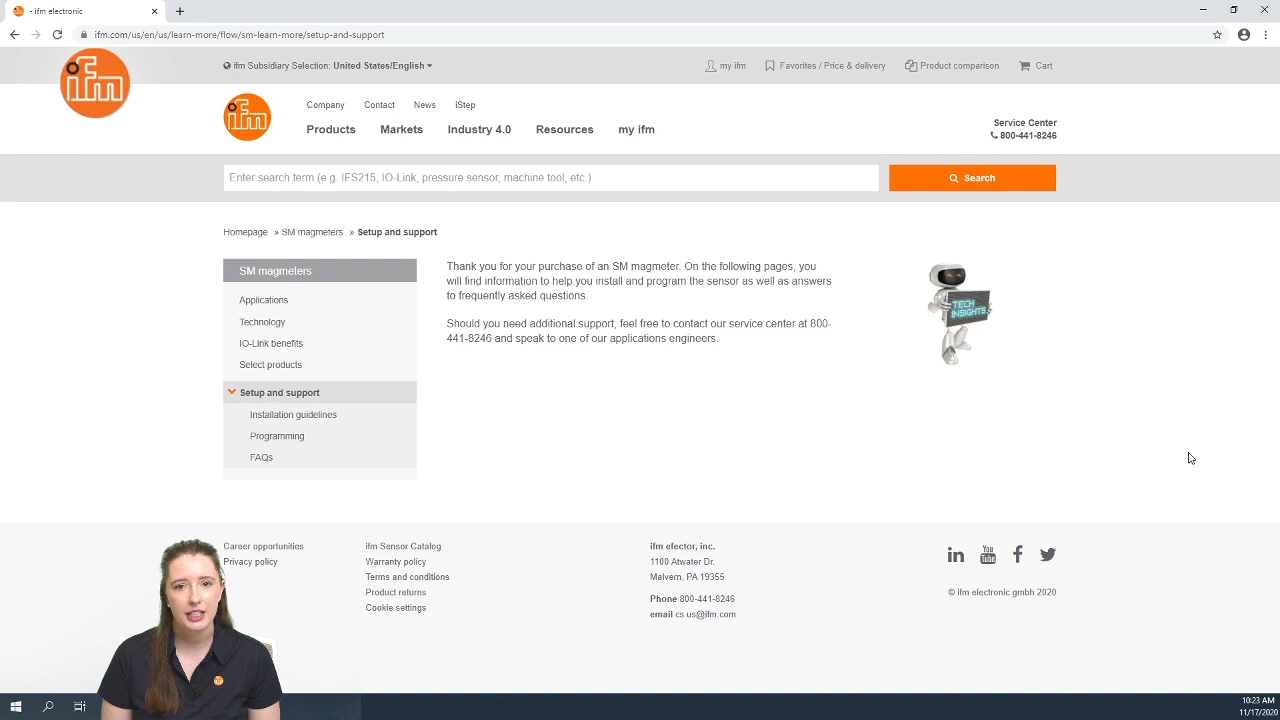 - ifm electronic
ifm.com/us/en/us/learn-more/flow/sm-learn-more/setup-and-support
ifm
ifm Subsidiary Selection: United States/English
my ifm
Favorites / Price & delivery
Product comparison
Cart
ifm
Company Contact News iStep
Products Markets Industry 4.0 Resources my ifm
Service Center
800-441-8246
Enter search term (e.g. IFS215, IO-Link, pressure sensor, machine tool, etc.)
Search
Homepage » SM magmeters » Setup and support
SM magmeters
Applications
Technology
IO-Link benefits
Select products
Setup and support
Installation guidelines
Programming
FAQs
Thank you for your purchase of an SM magmeter. On the following pages, you
will find information to help you install and program the sensor as well as answers
to frequently asked questions.
Should you need additional support, feel free to contact our service center at 800-
441-8246 and speak to one of our applications engineers.
TECH
INSIGHTS
Career opportunities
Privacy policy
ifm Sensor Catalog
Warranty policy
Terms and conditions
Product returns
Cookie settings
ifm efector, inc.
1100 Atwater Dr.
Malvern, PA 19355
Phone 800-441-8246
email cs.us@ifm.com
in
You
Tube
f
© ifm electronic gmbh 2020
10:23 AM
11/17/2020